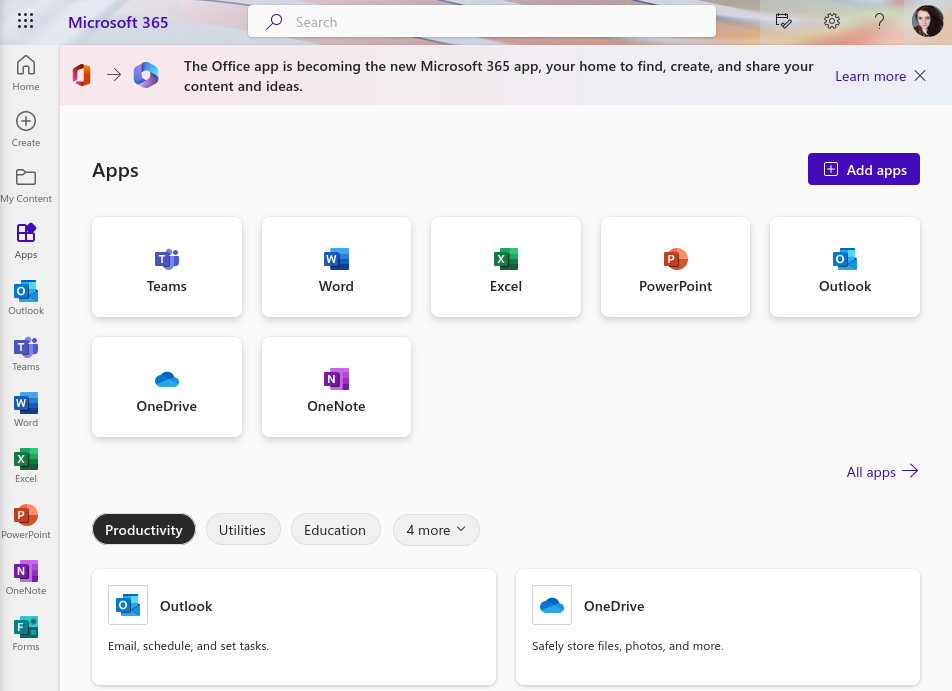 Microsoft 365
Search
?
The Office app is becoming the new Microsoft 365 app, your home to find, create, and share your
content and ideas.
Learn more
Home
Create
My Content
Apps
Outlook
Teams
Word
Excel
PowerPoint
OneNote
Forms
Apps
Add apps
Teams
Word
Excel
PowerPoint
Outlook
OneDrive
OneNote
All apps
Productivity
Utilities
Education
4 more
Outlook
Email, schedule, and set tasks.
OneDrive
Safely store files, photos, and more.